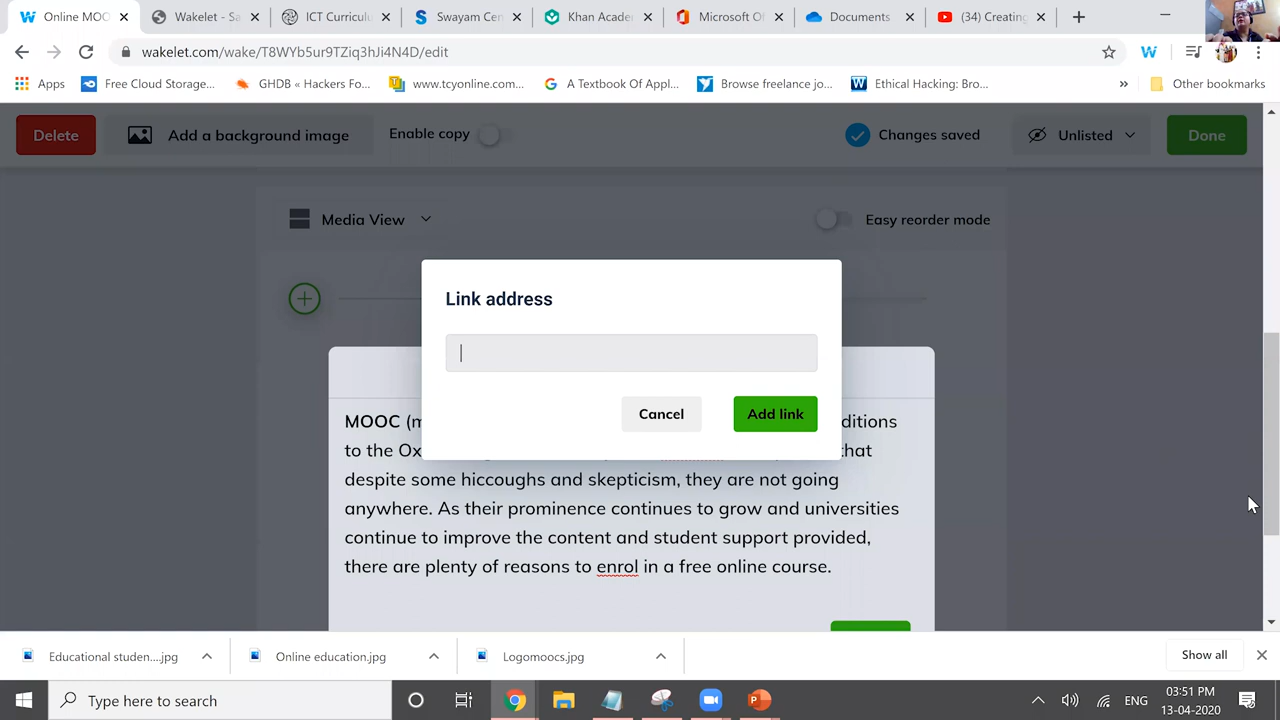 Online MOO
Wakelet - Sa
ICT Curricul
Swayam Cen
Khan Acade
Microsoft O
Documents
(34) Creating
wakelet.com/wake/T8WYb5ur9TZiq3hJi4N4D/edit
Apps
Free Cloud Storage...
GHDB « Hackers Fo...
www.tcyonline.com...
A Textbook Of Appl...
Browse freelance jo...
Ethical Hacking: Bro...
»
Other bookmarks
Delete
Add a background image
Enable copy
Changes saved
Unlisted
Done
Media View
Easy reorder mode
Link address
Cancel
Add link
MOOC (m
ditions
to the Ox
that
despite some hiccoughs and skepticism, they are not going
anywhere. As their prominence continues to grow and universities
continue to improve the content and student support provided,
there are plenty of reasons to enrol in a free online course.
Educational studen....jpg
Online education.jpg
Logomoocs.jpg
Show all
Type here to search
ENG
03:51 PM
13-04-2020